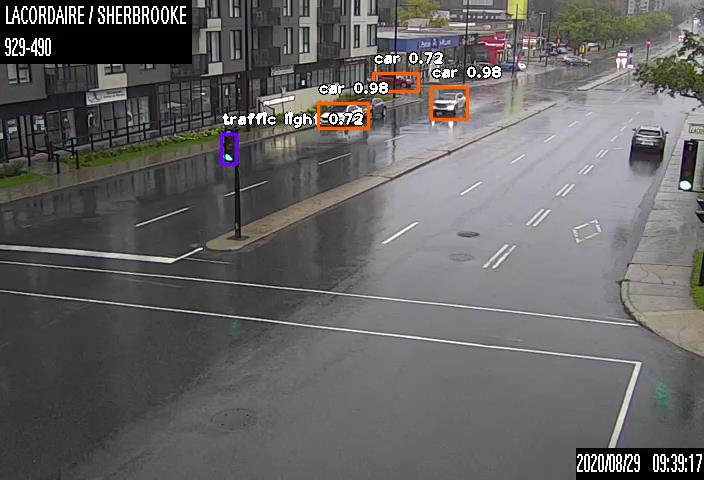 LACORDAIRE / SHERBROOKE
929-490
car 0.72
car 0.98
car 0.98
traffic light 0.72
2020/08/29 09:39:17